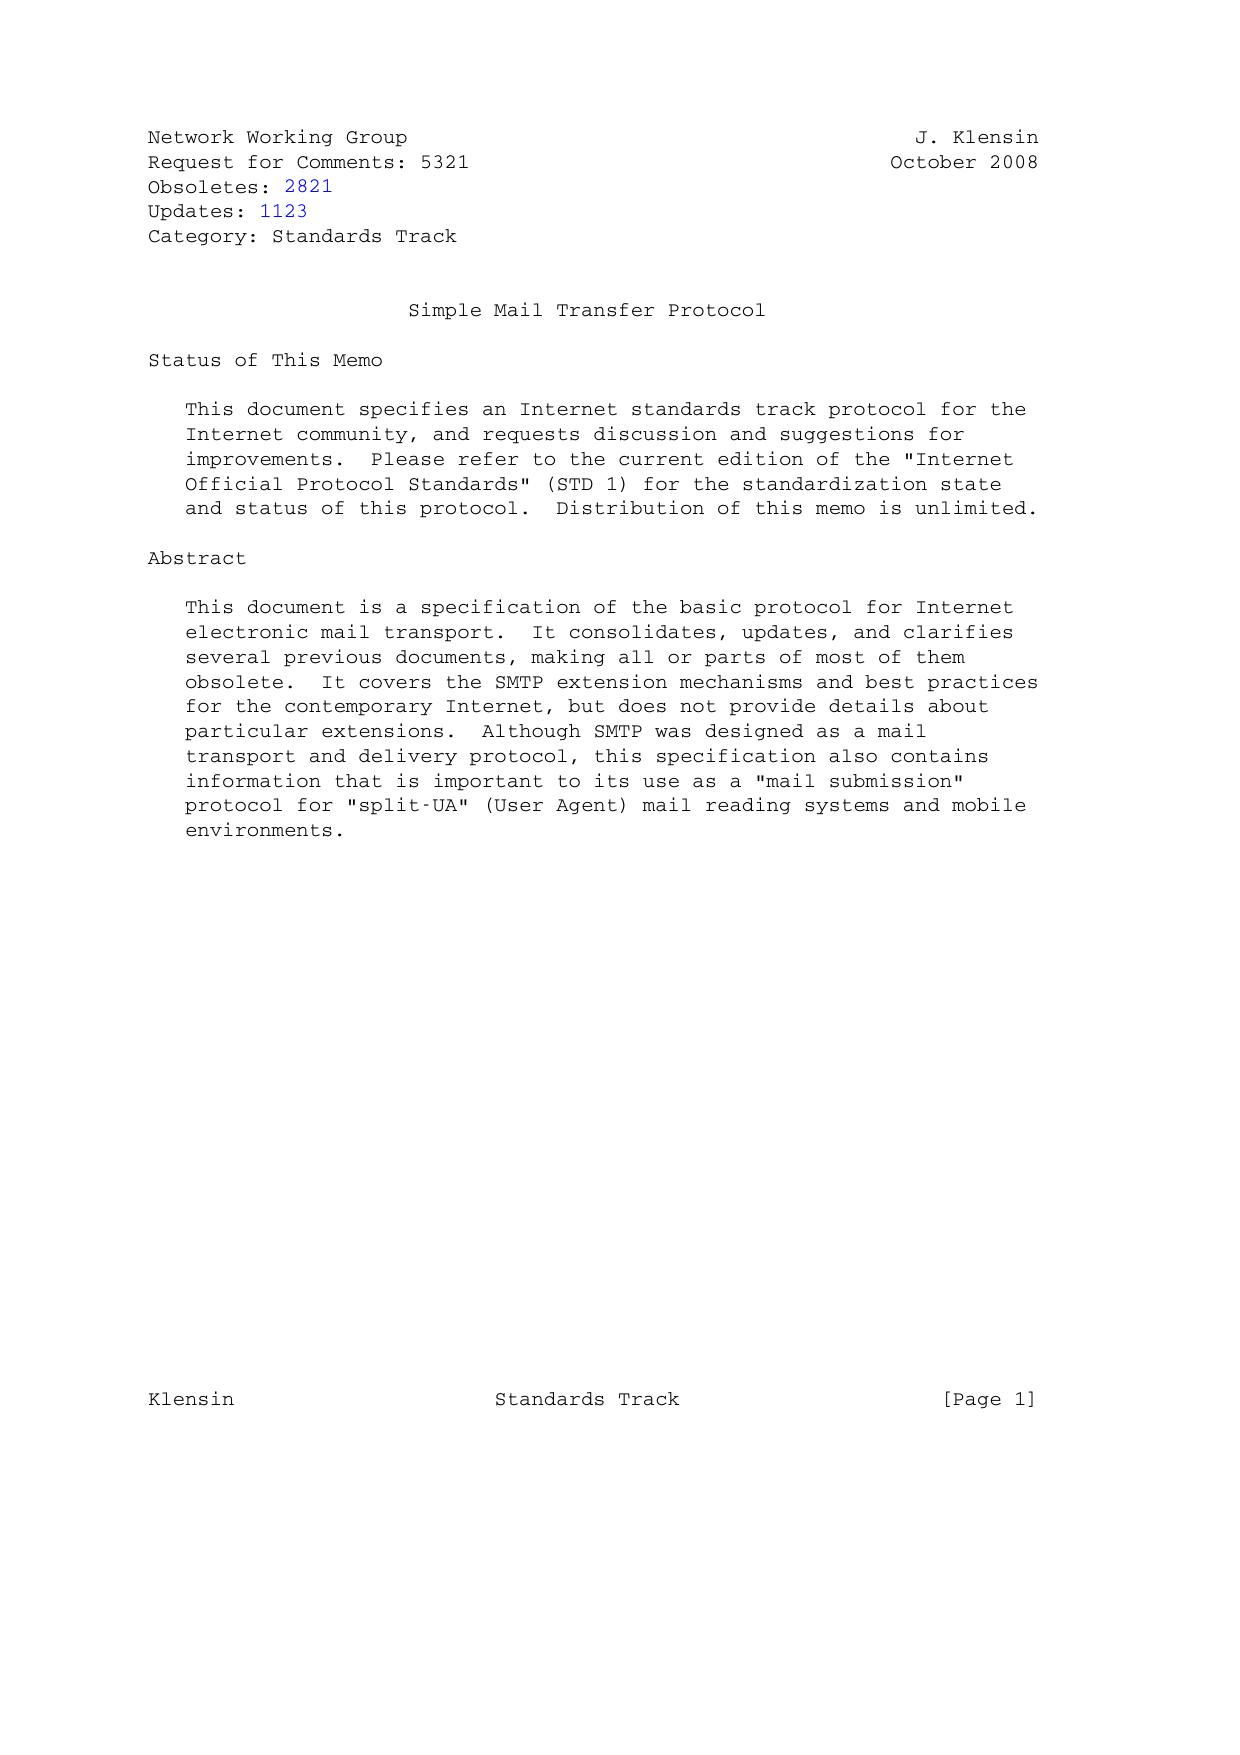 Network Working Group                                         J. Klensin
Request for Comments: 5321                                  October 2008
Obsoletes: 2821
Updates: 1123
Category: Standards Track
Simple Mail Transfer Protocol
Status of This Memo
This document specifies an Internet standards track protocol for the
Internet community, and requests discussion and suggestions for
improvements.  Please refer to the current edition of the "Internet
Official Protocol Standards" (STD 1) for the standardization state
and status of this protocol.  Distribution of this memo is unlimited.
Abstract
This document is a specification of the basic protocol for Internet
electronic mail transport.  It consolidates, updates, and clarifies
several previous documents, making all or parts of most of them
obsolete.  It covers the SMTP extension mechanisms and best practices
for the contemporary Internet, but does not provide details about
particular extensions.  Although SMTP was designed as a mail
transport and delivery protocol, this specification also contains
information that is important to its use as a "mail submission"
protocol for "split-UA" (User Agent) mail reading systems and mobile
environments.
Klensin                     Standards Track                     [Page 1]